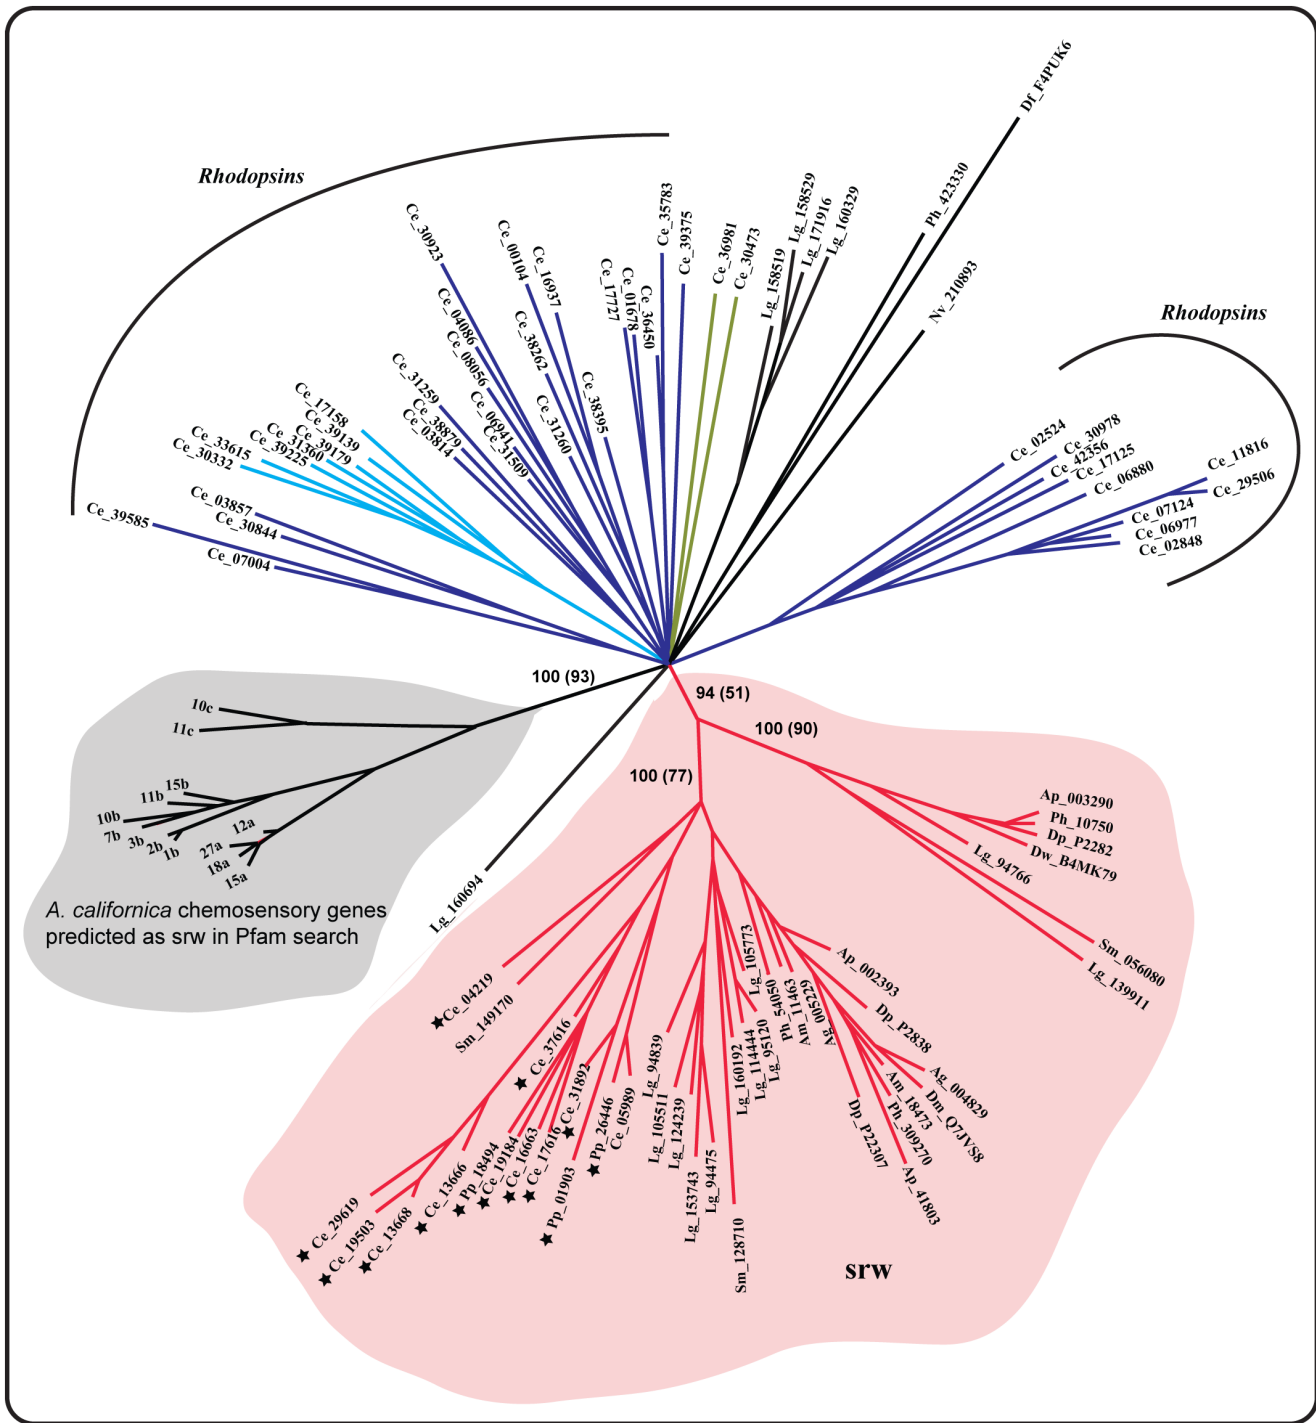 Rhodopsins
Df_F4PUK6
Ph_423330
Nv_210893
Rhodopsins
Ce_39585
Ce_07004
Ce_30844
Ce_03857
Ce_30332
Ce_33615
Ce_39225
Ce_31360
Ce_39179
Ce_39139
Ce_17158
Ce_03814
Ce_38879
Ce_31259
Ce_31509
Ce_06941
Ce_08056
Ce_04086
Ce_30923
Ce_31260
Ce_38262
Ce_00104
Ce_16937
Ce_38395
Ce_17727
Ce_01678
Ce_36450
Ce_35783
Ce_39375
Ce_36981
Ce_30473
Lg_158519
Lg_158529
Lg_171916
Lg_160329
Ce_02524
Ce_30978
Ce_42356
Ce_17125
Ce_06880
Ce_11816
Ce_29506
Ce_07124
Ce_06977
Ce_02848
100 (93)
94 (51)
100 (90)
100 (77)
10c
11c
15b
11b
10b
7b
3b
2b
1b
12a
27a
18a
15a
A. californica chemosensory genes
predicted as srw in Pfam search
Lg_160694
Ap_003290
Ph_10750
Dp_P2282
Dw_B4MK79
Lg_94766
Sm_056080
Lg_139911
Ce_04219
Sm_149170
Ce_29619
Ce_19503
Ce_13668
Ce_13666
Pp_18494
Ce_19184
Ce_16663
Ce_17616
Ce_37616
Ce_31892
Pp_01903
Pp_26446
Ce_05989
Lg_94839
Lg_105511
Lg_124239
Lg_153743
Lg_94475
Sm_128710
Lg_160192
Lg_114444
Lg_95120
Lg_105773
Ph_54050
Am_11463
Ag_005229
Ap_002393
Dp_P2838
Ag_004829
Dm_Q7JVS8
Am_18473
Ph_309270
Ap_41803
Dp_P22307
srw